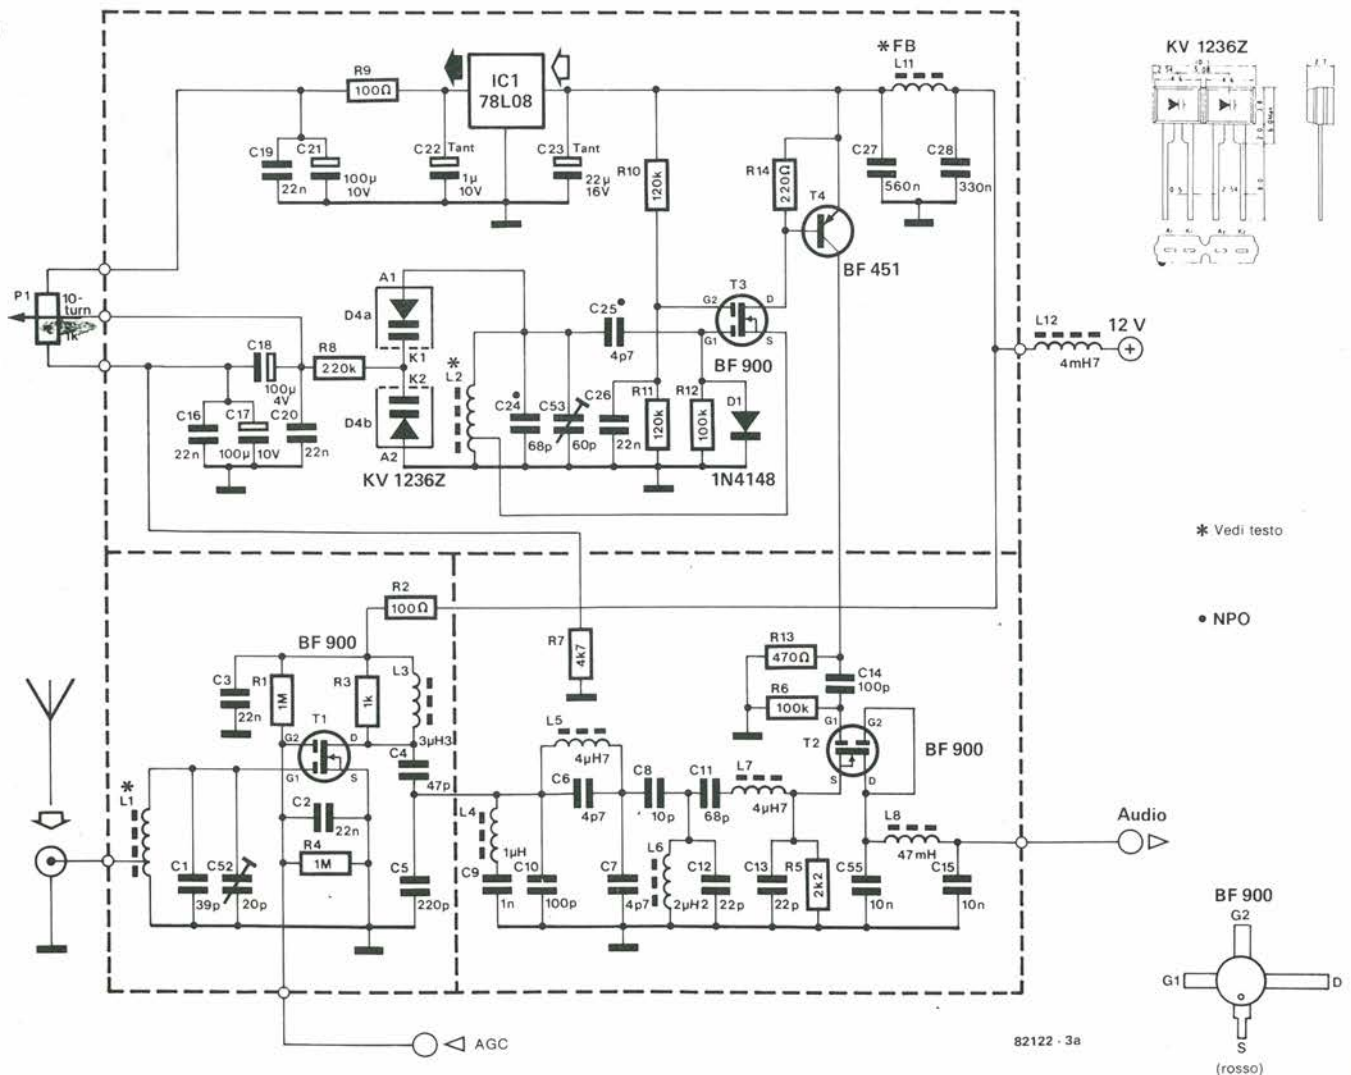 * FB
L11
KV 1236Z
R9
100Ω
IC1
78L08
C19
22n
C21
100µ
10V
C22 Tant
1µ
10V
C23 Tant
22µ
16V
R10
120k
R14
220Ω
C27
560n
C28
330n
T4
BF 451
2,54
A1 K1 A2 K2
P1
10-
turn
1k
A1
D4a
K1
K2
D4b
A2
KV 1236Z
C18
100µ
4V
R8
220k
C16
22n
C17
100µ
10V
C20
22n
*
L2
C25
4p7
C24
68p
C53
60p
C26
22n
R11
120k
R12
100k
D1
1N4148
T3
G2 D
G1 S
BF 900
L12
4mH7
12 V
* Vedi testo
• NPO
R2
100Ω
BF 900
C3
22n
R1
1M
R3
1k
L3
3µH3
T1
G2 D
G1 S
C4
47p
*
L1
C1
39p
C52
20p
C2
22n
R4
1M
C5
220p
R7
4k7
L5
4µH7
C6
4p7
L4
1µH
C9
1n
C10
100p
C7
4p7
C8
10p
C11
68p
L6
2µH2
C12
22p
L7
4µH7
C13
22p
R5
2k2
R13
470Ω
R6
100k
C14
100p
G1 G2
T2
S D
BF 900
L8
47mH
C55
10n
C15
10n
Audio
AGC
82122 - 3a
BF 900
G2
G1 D
S
(rosso)